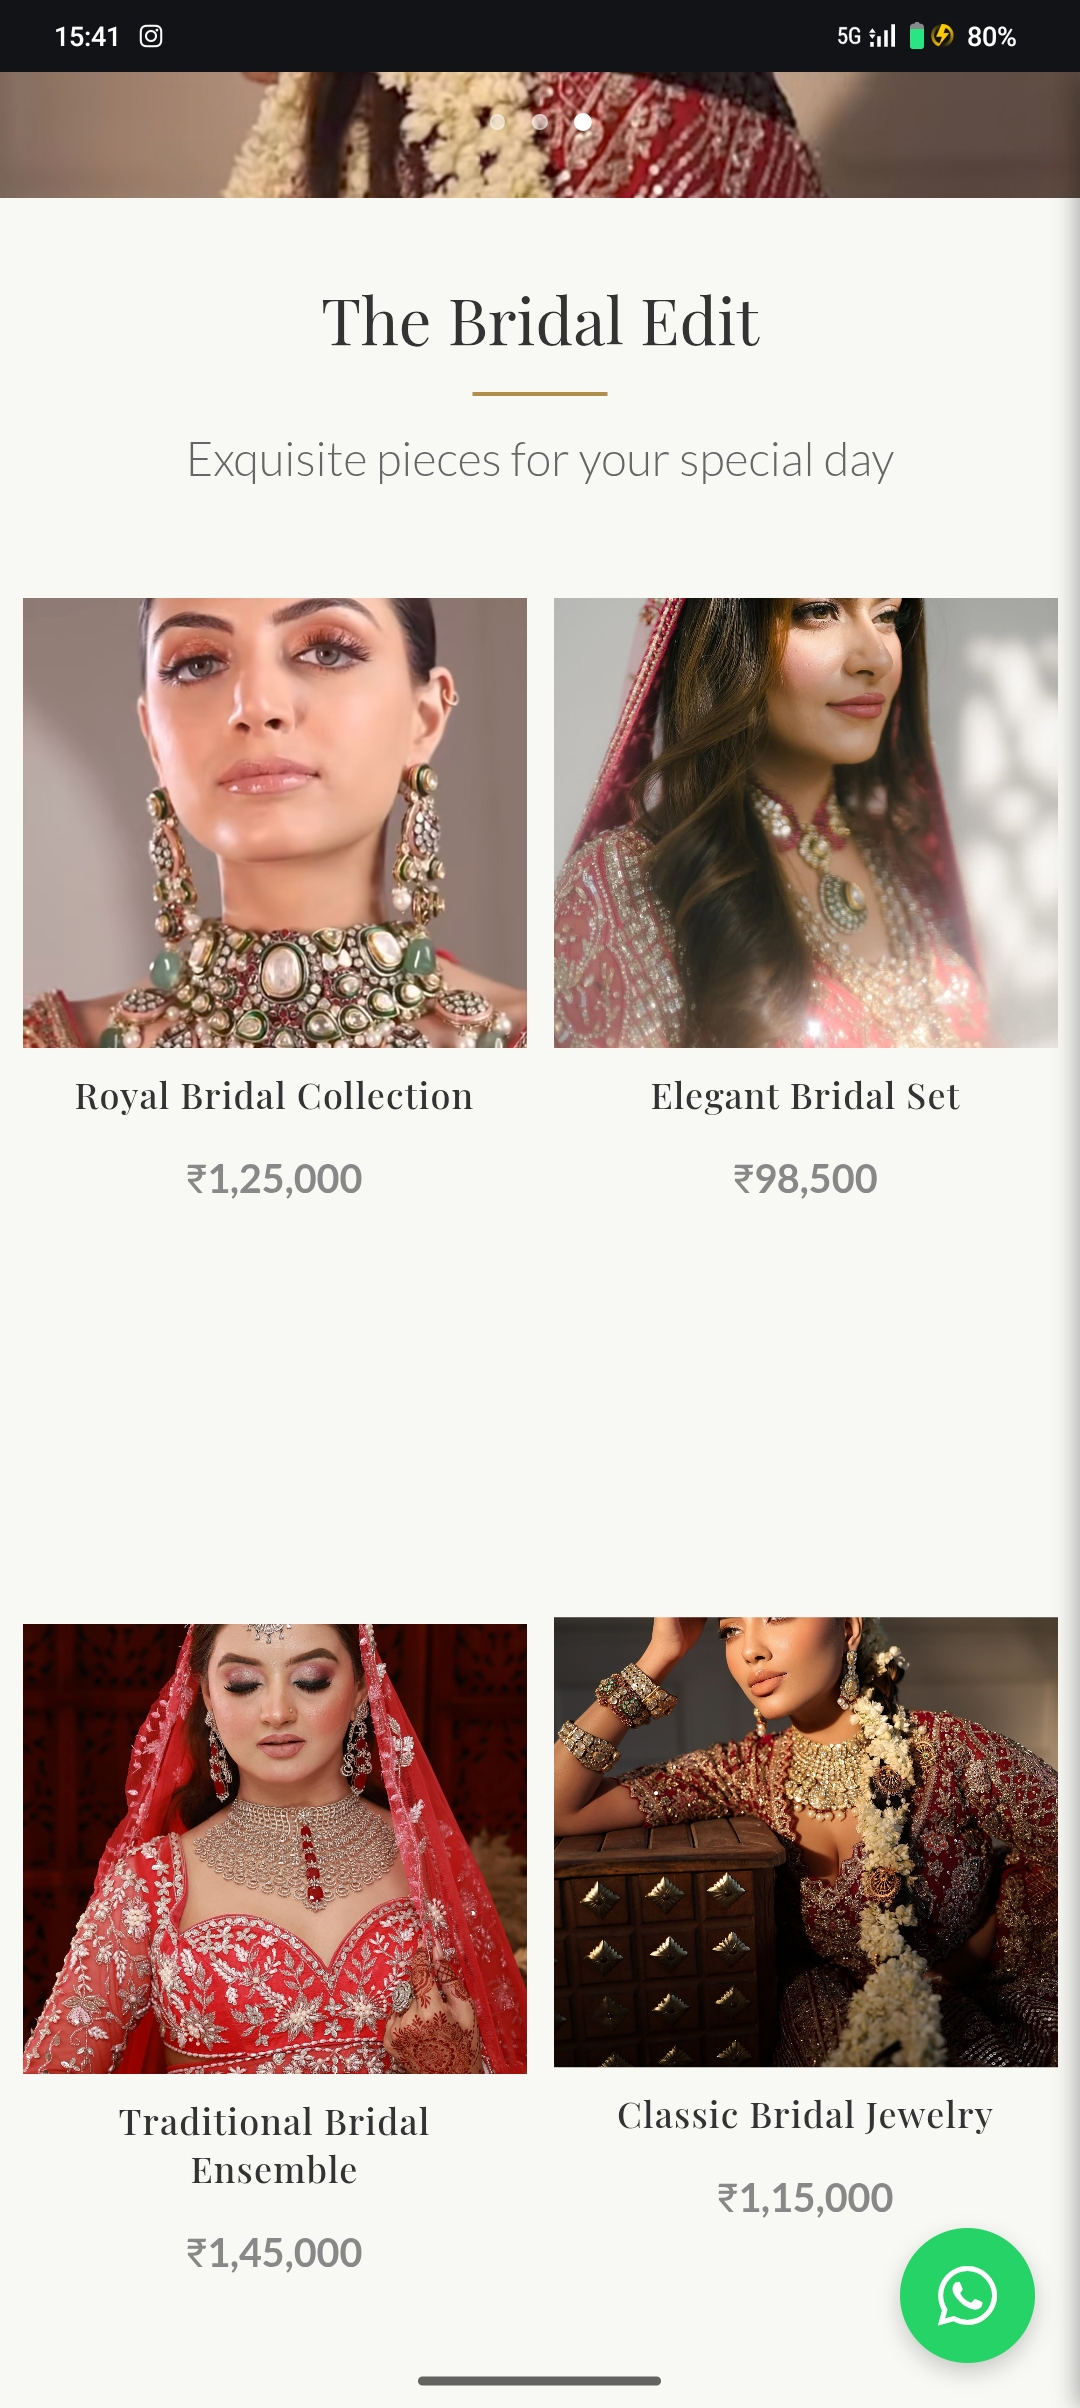 15:41
5G 80%
The Bridal Edit
Exquisite pieces for your special day
Royal Bridal Collection
₹1,25,000
Elegant Bridal Set
₹98,500
Traditional Bridal
Ensemble
₹1,45,000
Classic Bridal Jewelry
₹1,15,000